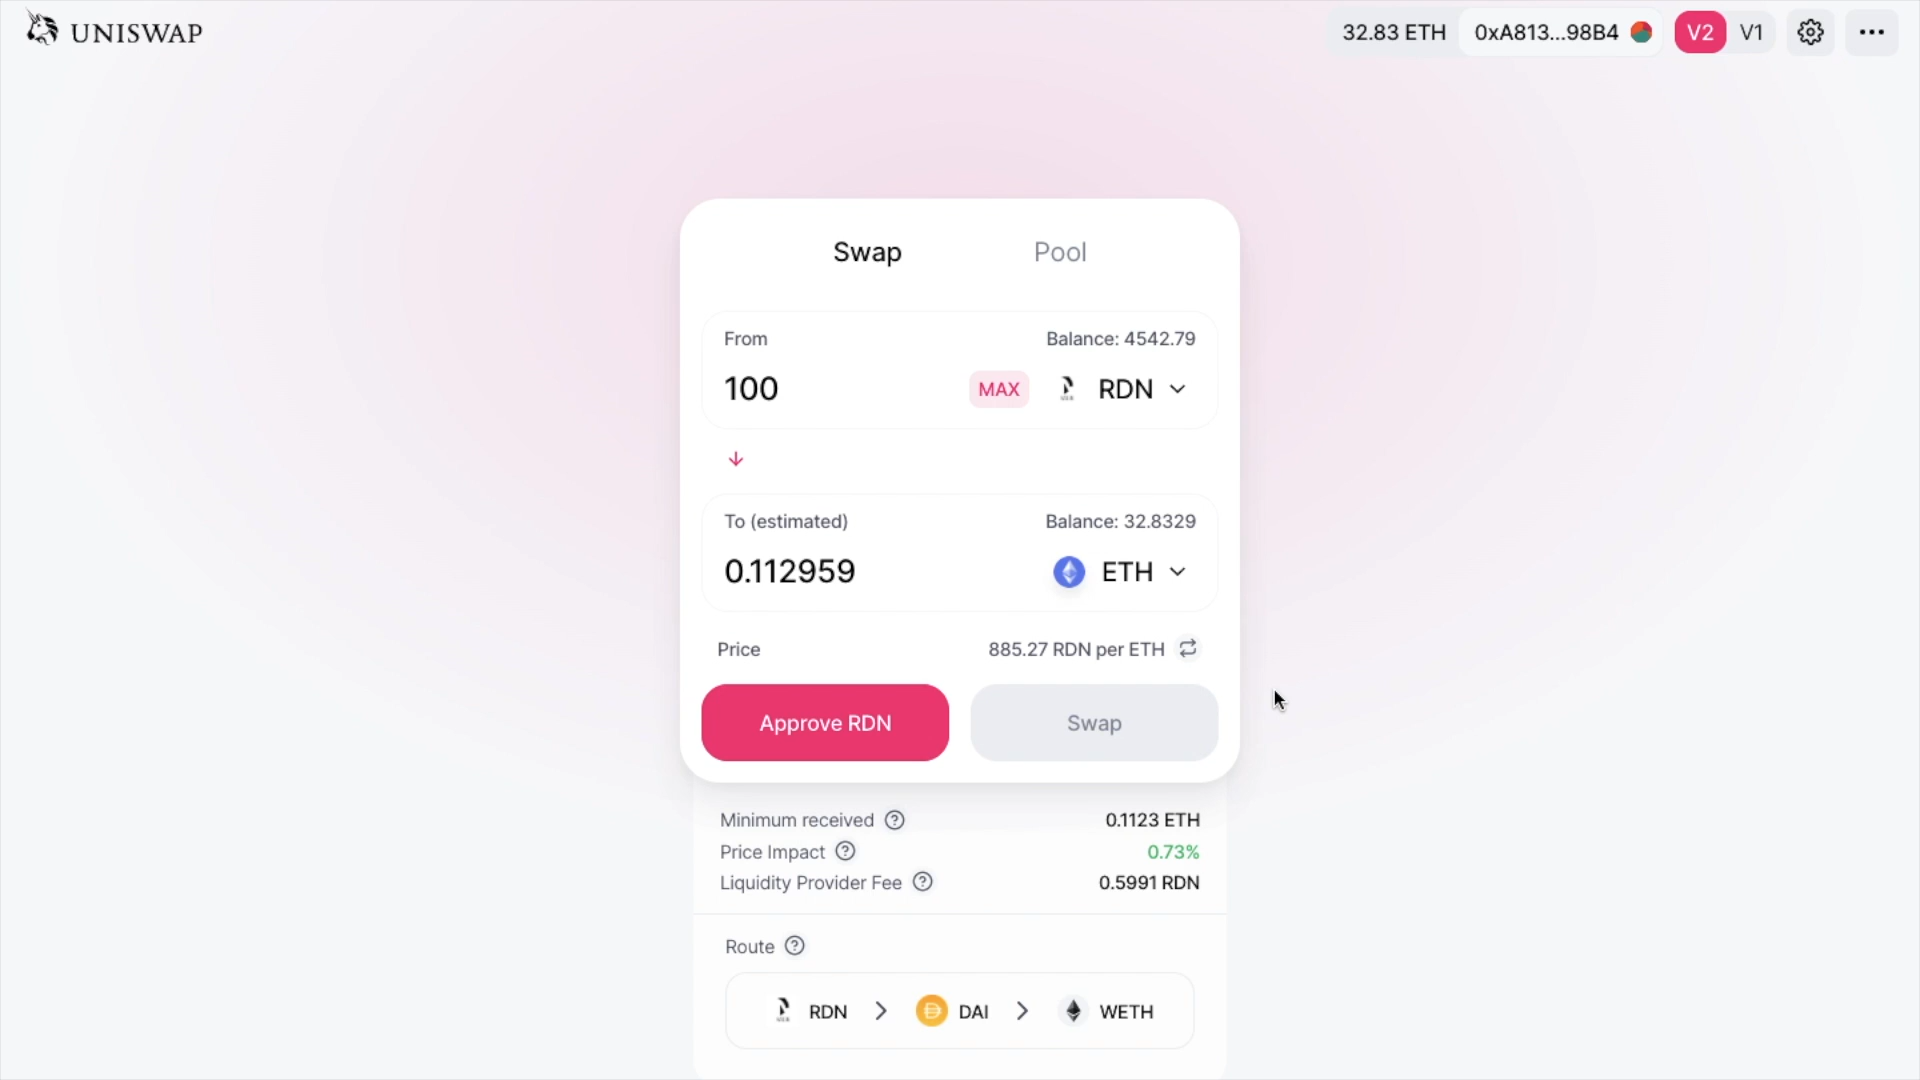 UNISWAP
32.83 ETH 0xA813...98B4 V2 V1
Swap Pool
From Balance: 4542.79
100 MAX RDN
To (estimated) Balance: 32.8329
0.112959 ETH
Price 885.27 RDN per ETH
Approve RDN Swap
Minimum received ? 0.1123 ETH
Price Impact ? 0.73%
Liquidity Provider Fee ? 0.5991 RDN
Route ?
RDN > DAI > WETH